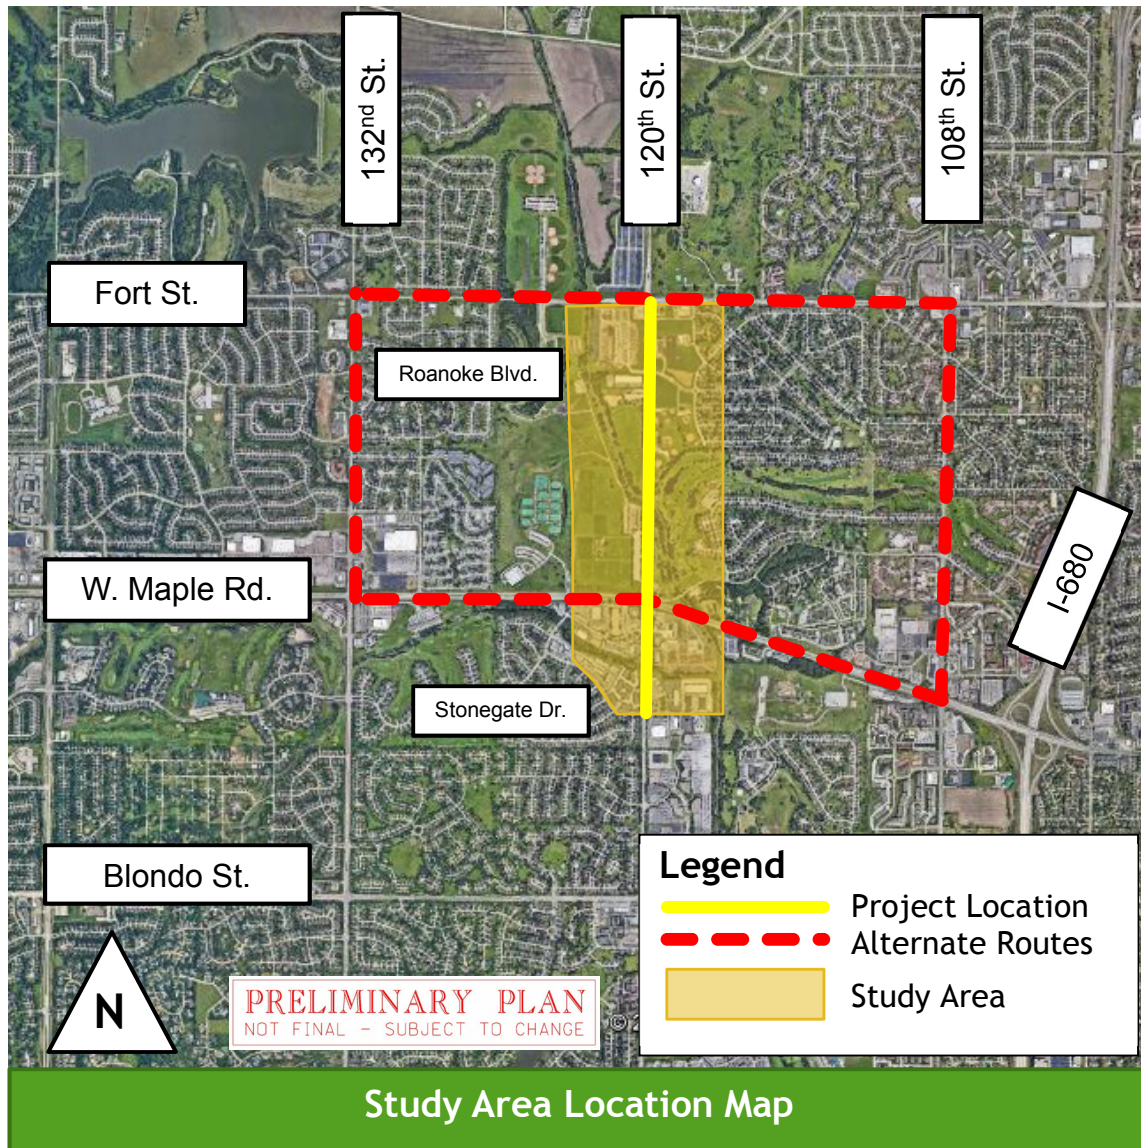 132nd St.
120th St.
108th St.
Fort St.
Roanoke Blvd.
I-680
W. Maple Rd.
Stonegate Dr.
Blondo St.
Legend
Project Location
Alternate Routes
Study Area
N
PRELIMINARY PLAN
NOT FINAL - SUBJECT TO CHANGE
©
Study Area Location Map